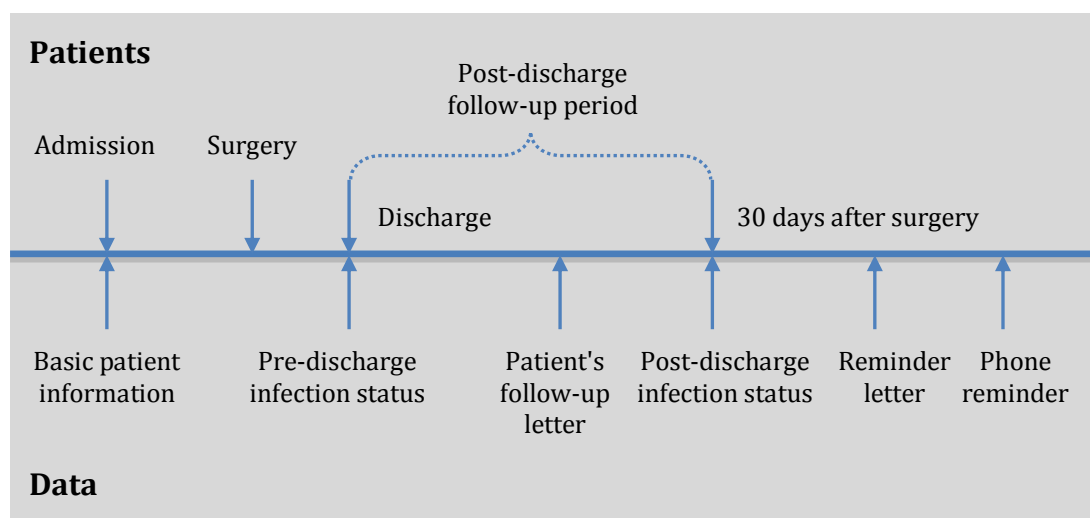 Patients
Post-discharge
follow-up period
Admission
Surgery
Discharge
30 days after surgery
Basic patient
information
Pre-discharge
infection status
Patient's
follow-up
letter
Post-discharge
infection status
Reminder
letter
Phone
reminder
Data